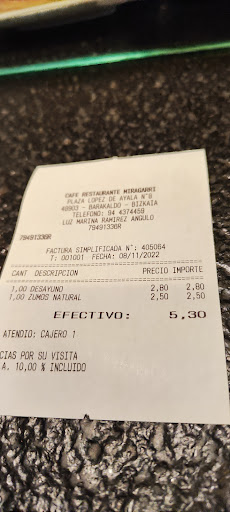 CAFE RESTAURANTE MIRAGARRI
PLAZA LOPEZ DE AYALA N°8
48903 - BARAKALDO - BIZKAIA
TELEFONO: 94 4374459
LUZ MARINA RAMIREZ ANGULO
79491336R
79491336R
FACTURA SIMPLIFICADA N°: 405064
T: 001001 - FECHA: 08/11/2022
CANT DESCRIPCION PRECIO IMPORTE
1,00 DESAYUNO 2,80 2,80
1,00 ZUMOS NATURAL 2,50 2,50
EFECTIVO: 5,30
ATENDIO: CAJERO 1
CIAS POR SU VISITA
A. 10,00 % INCLUIDO